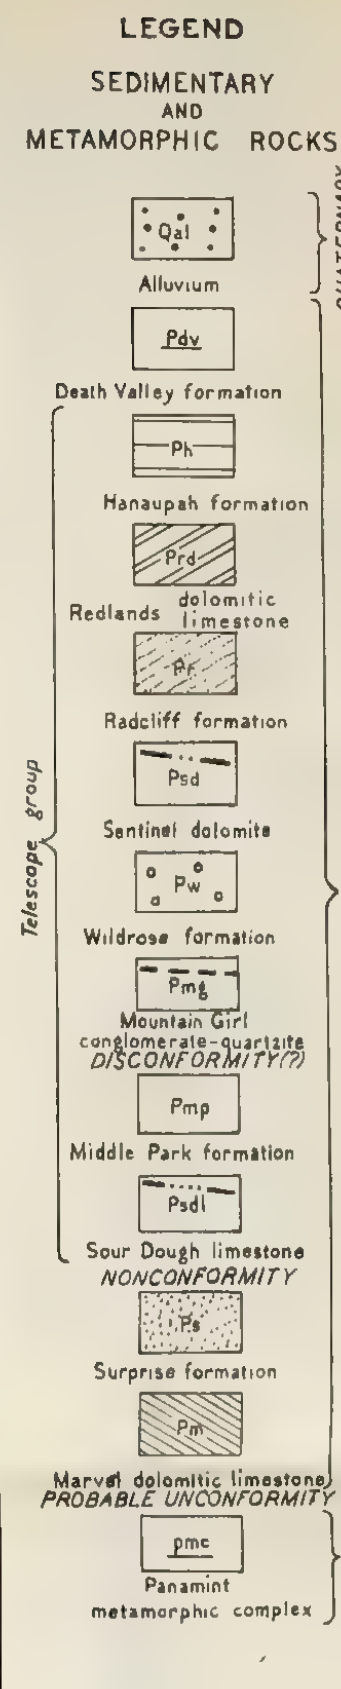 LEGEND
SEDIMENTARY
AND
METAMORPHIC ROCKS
QUATERNARY
Qal
Alluvium
Pdv
Death Valley formation
Ph
Hanaupah formation
Prd
Redlands dolomitic
limestone
Pr
Radcliff formation
Psd
Sentinel dolomite
Pw
Wildrose formation
Pmg
Mountain Girl
conglomerate-quartzite
DISCONFORMITY(?)
Pmp
Middle Park formation
Psdl
Sour Dough limestone
Telescope group
NONCONFORMITY
Ps
Surprise formation
Pm
Marvel dolomitic limestone
PROBABLE UNCONFORMITY
pmc
Panamint
metamorphic complex